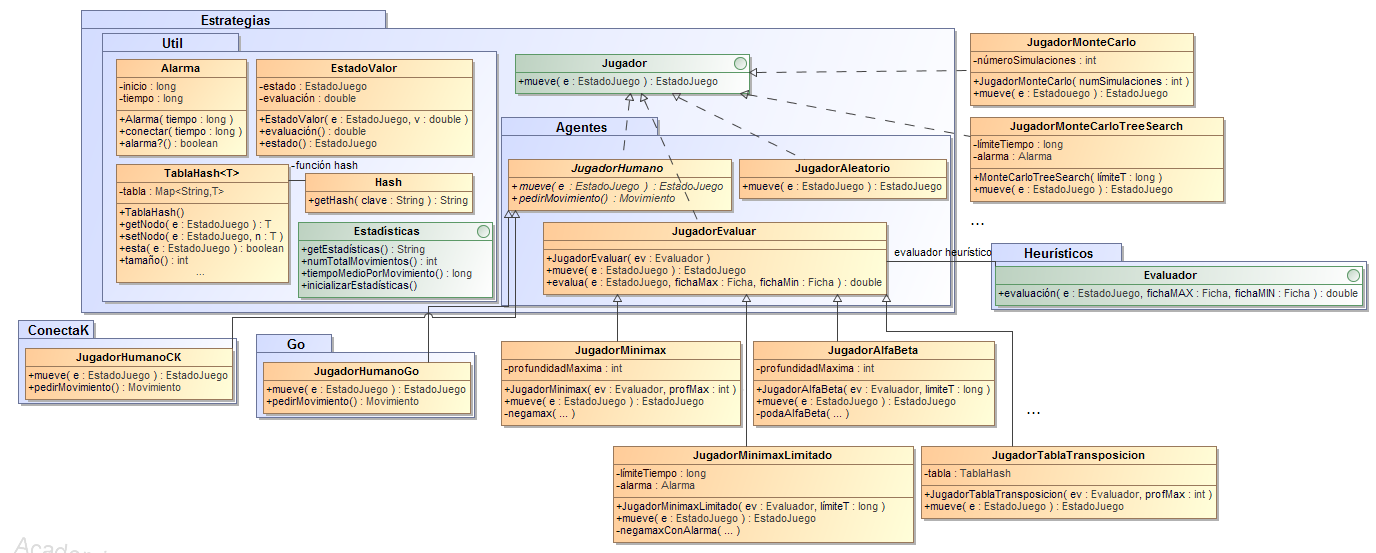 Estrategias
Util
Alarma
-inicio : long
-tiempo : long
+Alarma( tiempo : long )
+conectar( tiempo : long )
+alarma?() : boolean
EstadoValor
-estado : EstadoJuego
-evaluación : double
+EstadoValor( e : EstadoJuego, v : double )
+evaluación() : double
+estado() : EstadoJuego
TablaHash<T>
-tabla : Map<String,T>
+TablaHash()
+getNodo( e : EstadoJuego ) : T
+setNodo( e : EstadoJuego, n : T )
+esta( e : EstadoJuego ) : boolean
+tamaño() : int
...
-función hash
Hash
+getHash( clave : String ) : String
Estadísticas
+getEstadísticas() : String
+numTotalMovimientos() : int
+tiempoMedioPorMovimiento() : long
+inicializarEstadísticas()
Jugador
+mueve( e : EstadoJuego ) : EstadoJuego
Agentes
JugadorHumano
+mueve( e : EstadoJuego ) : EstadoJuego
+pedirMovimiento() : Movimiento
JugadorAleatorio
+mueve( e : EstadoJuego ) : EstadoJuego
JugadorEvaluar
+JugadorEvaluar( ev : Evaluador )
+mueve( e : EstadoJuego ) : EstadoJuego
+evalua( e : EstadoJuego, fichaMax : Ficha, fichaMin : Ficha ) : double
JugadorMonteCarlo
-númeroSimulaciones : int
+JugadorMonteCarlo( numSimulaciones : int )
+mueve( e : Estadouego ) : EstadoJuego
JugadorMonteCarloTreeSearch
-límiteTiempo : long
-alarma : Alarma
+MonteCarloTreeSearch( límiteT : long )
+mueve( e : EstadoJuego ) : EstadoJuego
...
evaluador heurístico
Heurísticos
Evaluador
+evaluación( e : EstadoJuego, fichaMAX : Ficha, fichaMIN : Ficha ) : double
ConectaK
JugadorHumanoCK
+mueve( e : EstadoJuego ) : EstadoJuego
+pedirMovimiento() : Movimiento
Go
JugadorHumanoGo
+mueve( e : EstadoJuego ) : EstadoJuego
+pedirMovimiento() : Movimiento
JugadorMinimax
-profundidadMaxima : int
+JugadorMinimax( ev : Evaluador, profMax : int )
+mueve( e : EstadoJuego ) : EstadoJuego
-negamax( ... )
JugadorAlfaBeta
-profundidadMaxima : int
+JugadorAlfaBeta( ev : Evaluador, limiteT : long )
+mueve( e : EstadoJuego ) : EstadoJuego
-podaAlfaBeta( ... )
...
JugadorMinimaxLimitado
-límiteTiempo : long
-alarma : Alarma
+JugadorMinimaxLimitado( ev : Evaluador, límiteT : long )
+mueve( e : EstadoJuego ) : EstadoJuego
-negamaxConAlarma( ... )
JugadorTablaTransposicion
-tabla : TablaHash
+JugadorTablaTransposicion( ev : Evaluador, profMax : int )
+mueve( e : EstadoJuego ) : EstadoJuego